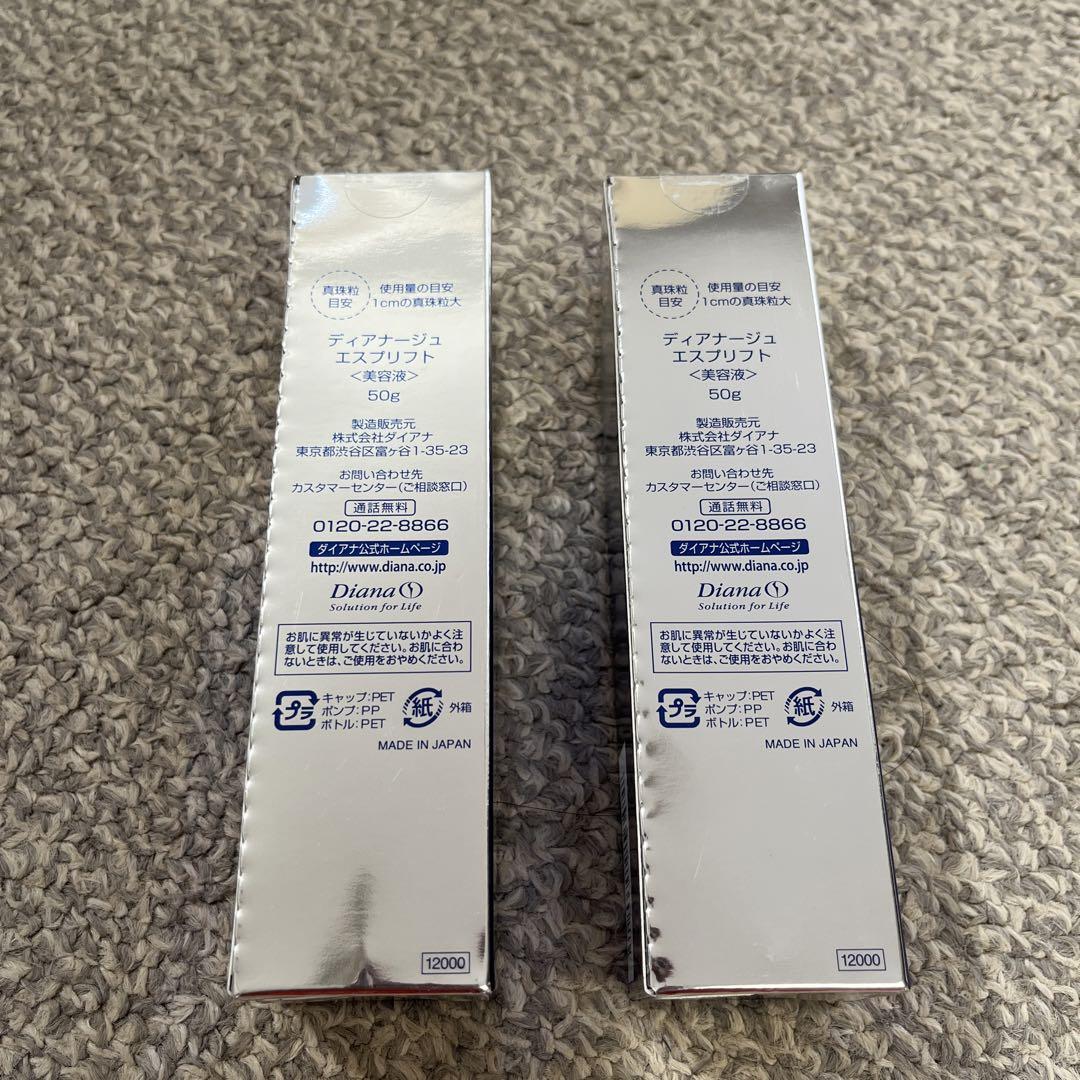 真珠粒
目安
使用量の目安
1cmの真珠粒大
ディアナージュ
エスプリフト
<美容液>
50g
製造販売元
株式会社ダイアナ
東京都渋谷区富ヶ谷1-35-23
お問い合わせ先
カスタマーセンター(ご相談窓口)
通話無料
0120-22-8866
ダイアナ公式ホームページ
http://www.diana.co.jp
Diana
Solution for Life
お肌に異常が生じていないかよく注
意して使用してください。お肌に合わ
ないときは、ご使用をおやめください。
プラ
キャップ:PET
ポンプ:PP
ボトル:PET
紙
外箱
MADE IN JAPAN
12000
真珠粒
目安
使用量の目安
1cmの真珠粒大
ディアナージュ
エスプリフト
<美容液>
50g
製造販売元
株式会社ダイアナ
東京都渋谷区富ヶ谷1-35-23
お問い合わせ先
カスタマーセンター(ご相談窓口)
通話無料
0120-22-8866
ダイアナ公式ホームページ
http://www.diana.co.jp
Diana
Solution for Life
お肌に異常が生じていないかよく注
意して使用してください。お肌に合わ
ないときは、ご使用をおやめください。
プラ
キャップ:PET
ポンプ:PP
ボトル:PET
紙
外箱
MADE IN JAPAN
12000